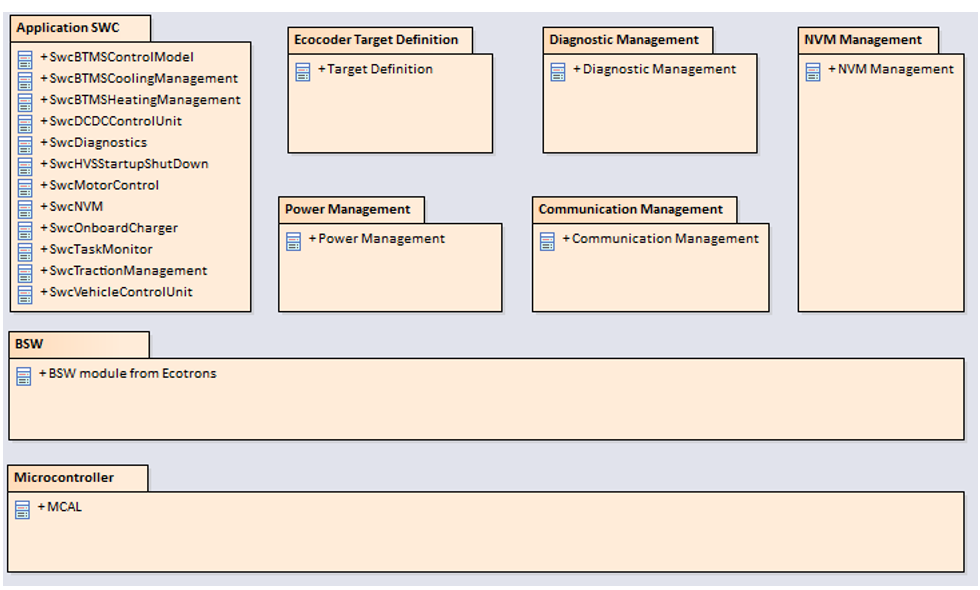 Application SWC
+SwcBTMSControlModel
+SwcBTMSCoolingManagement
+SwcBTMSHeatingManagement
+SwcDCDCControlUnit
+SwcDiagnostics
+SwcHVSStartupShutDown
+SwcMotorControl
+SwcNVM
+SwcOnboardCharger
+SwcTaskMonitor
+SwcTractionManagement
+SwcVehicleControlUnit
Ecocoder Target Definition
+Target Definition
Diagnostic Management
+Diagnostic Management
NVM Management
+NVM Management
Power Management
+Power Management
Communication Management
+Communication Management
BSW
+BSW module from Ecotrons
Microcontroller
+MCAL